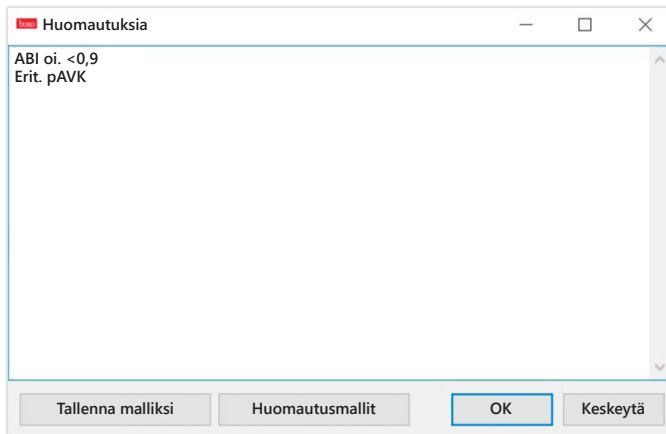 boso Huomautuksia
ABI oi. <0,9
Erit. pAVK
Tallenna malliksi Huomautusmallit OK Keskeytä